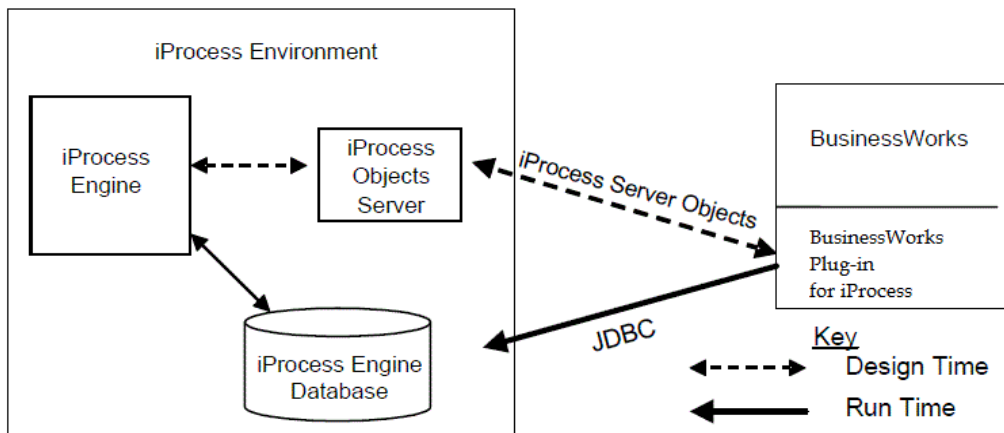 iProcess Environment
iProcess
Engine
iProcess
Objects
Server
iProcess Server Objects
BusinessWorks
BusinessWorks
Plug-in
for iProcess
iProcess Engine
Database
JDBC
Key
Design Time
Run Time